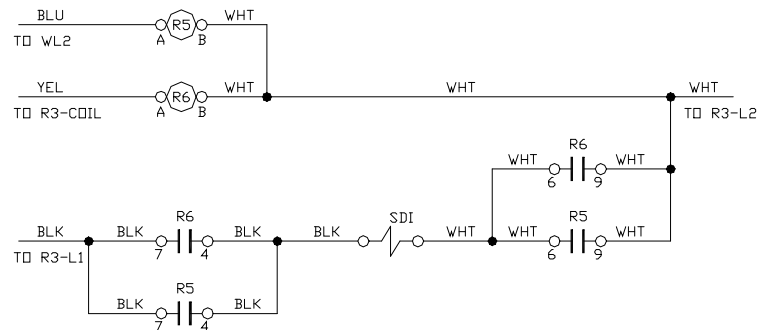 BLU R5 WHT
TO WL2 A B
YEL R6 WHT WHT WHT
TO R3-COIL A B TO R3-L2
R6
WHT WHT
6 9
BLK BLK R6 BLK BLK SDI WHT WHT R5 WHT
TO R3-L1 7 4 6 9
BLK R5 BLK
7 4